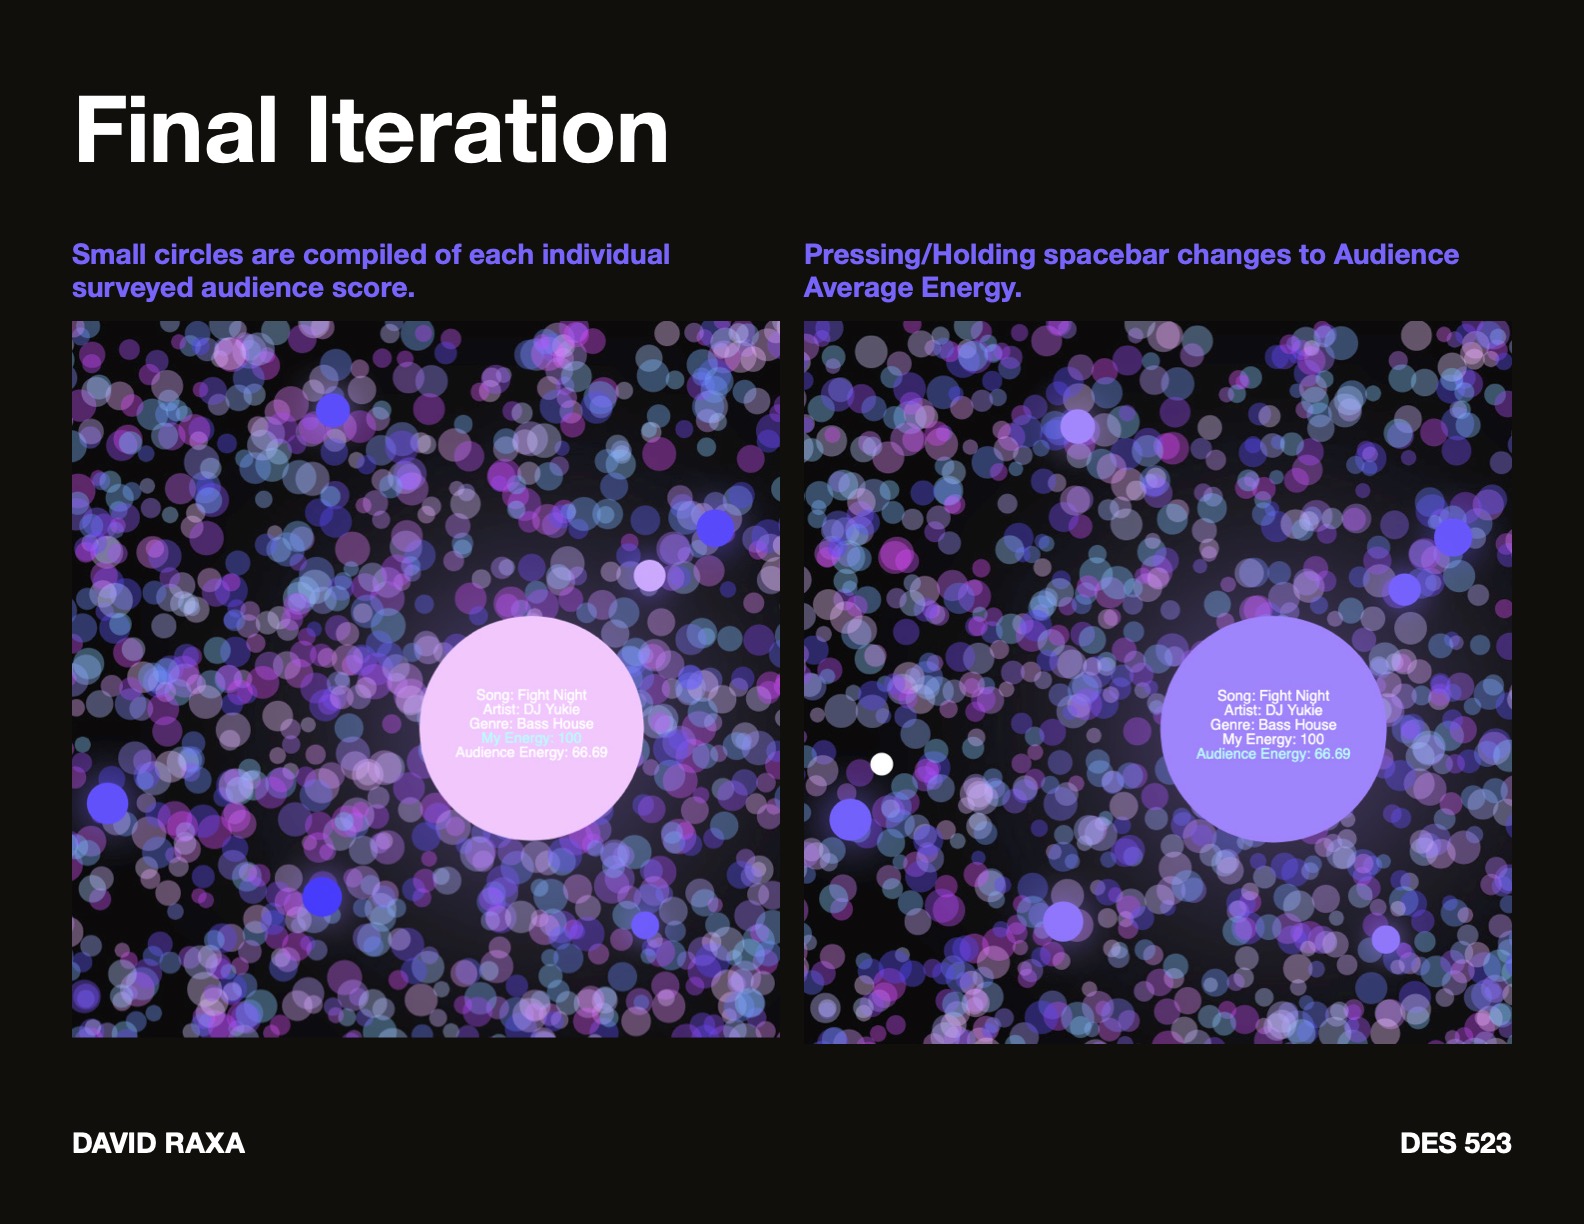 Final Iteration
Small circles are compiled of each individual
surveyed audience score.
Pressing/Holding spacebar changes to Audience
Average Energy.
Song: Fight Night
Artist: DJ Yukie
Genre: Bass House
My Energy: 100
Audience Energy: 66.69
Song: Fight Night
Artist: DJ Yukie
Genre: Bass House
My Energy: 100
Audience Energy: 66.69
DAVID RAXA
DES 523